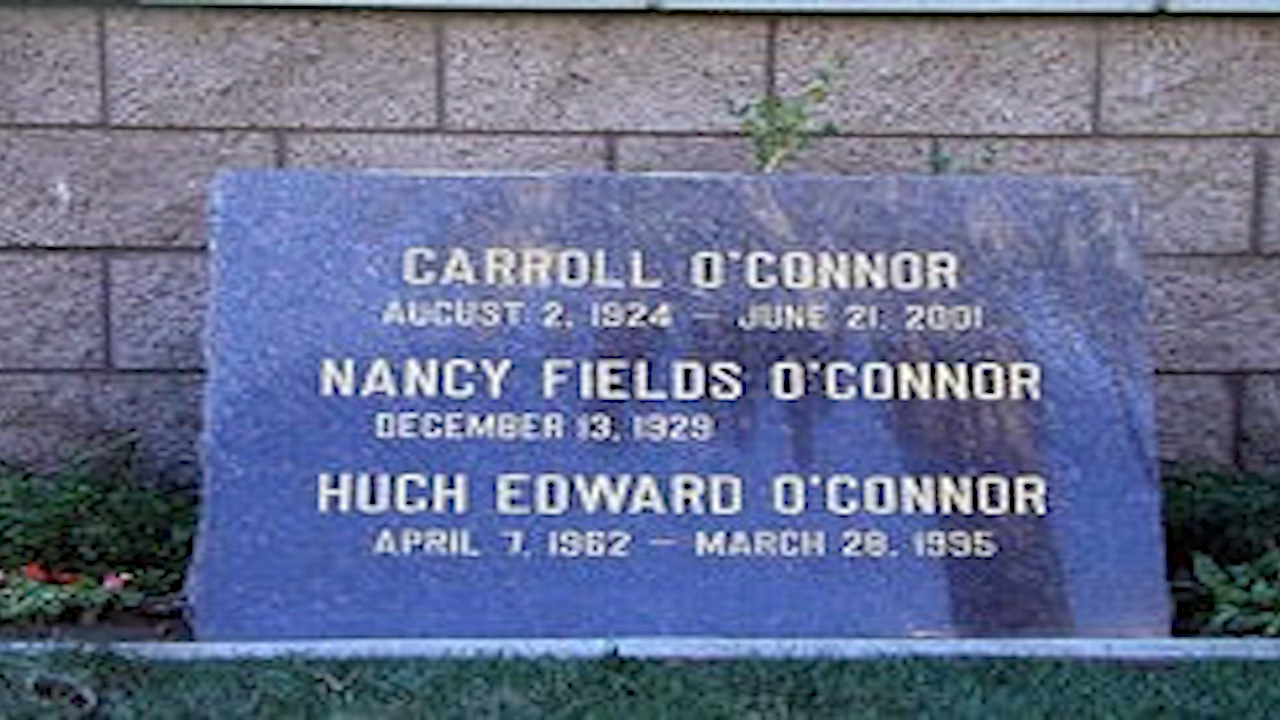 CARROLL O'CONNOR
AUGUST 2, 1924 – JUNE 21, 2001
NANCY FIELDS O'CONNOR
DECEMBER 13, 1929
HUGH EDWARD O'CONNOR
APRIL 7, 1962 – MARCH 28, 1995